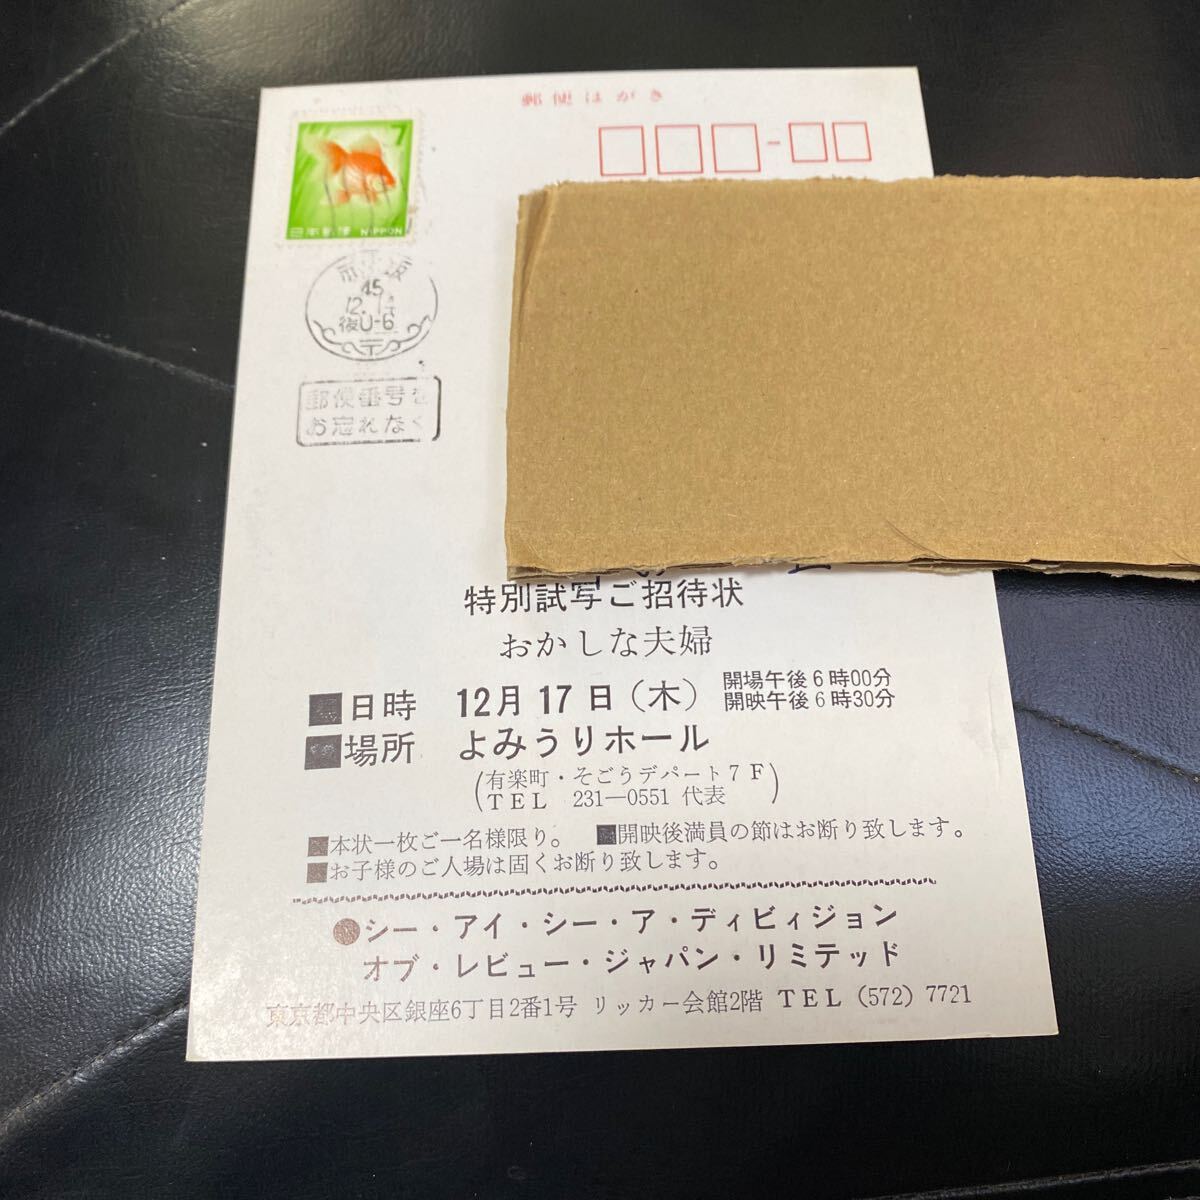 郵便はがき
7
日本郵便 NIPPON
45
12.1
後0-6
〒
郵便番号を
お忘れなく
特別試写ご招待状
おかしな夫婦
■日時 12月17日(木) 開場午後6時00分
開映午後6時30分
■場所 よみうりホール
(有楽町・そごうデパート7F)
(TEL 231—0551 代表)
■本状一枚ご一名様限り。 ■開映後満員の節はお断り致します。
■お子様のご入場は固くお断り致します。
●シー・アイ・シー・ア・ディビィジョン
オブ・レビュー・ジャパン・リミテッド
東京都中央区銀座6丁目2番1号 リッカー会館2階 TEL(572)7721